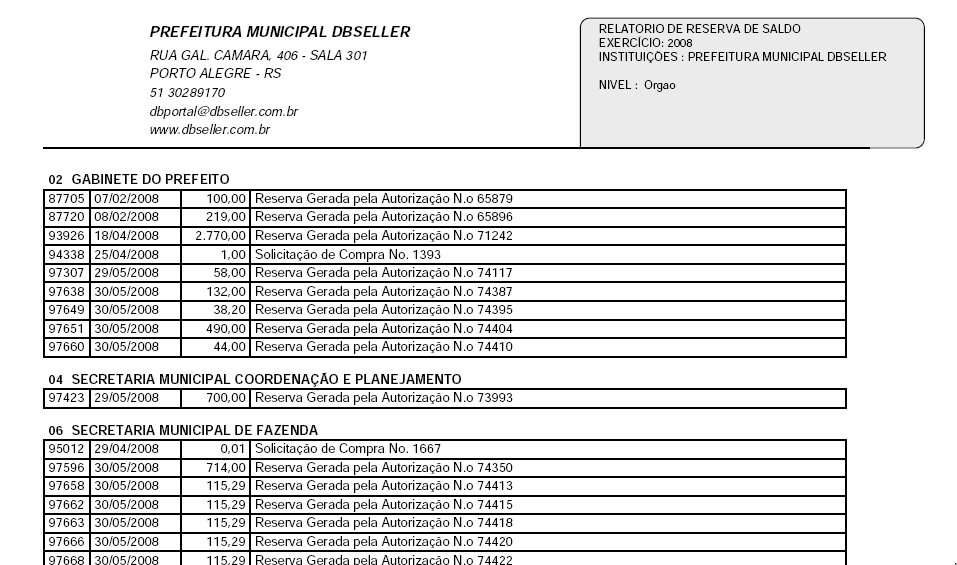 PREFEITURA MUNICIPAL DBSELLER
RUA GAL. CAMARA, 406 - SALA 301
PORTO ALEGRE - RS
51 30289170
dbportal@dbseller.com.br
www.dbseller.com.br
RELATORIO DE RESERVA DE SALDO
EXERCÍCIO: 2008
INSTITUIÇÕES : PREFEITURA MUNICIPAL DBSELLER
NIVEL : Orgao
02 GABINETE DO PREFEITO
87705 07/02/2008 100,00 Reserva Gerada pela Autorização N.o 65879
87720 08/02/2008 219,00 Reserva Gerada pela Autorização N.o 65896
93926 18/04/2008 2.770,00 Reserva Gerada pela Autorização N.o 71242
94338 25/04/2008 1,00 Solicitação de Compra No. 1393
97307 29/05/2008 58,00 Reserva Gerada pela Autorização N.o 74117
97638 30/05/2008 132,00 Reserva Gerada pela Autorização N.o 74387
97649 30/05/2008 38,20 Reserva Gerada pela Autorização N.o 74395
97651 30/05/2008 490,00 Reserva Gerada pela Autorização N.o 74404
97660 30/05/2008 44,00 Reserva Gerada pela Autorização N.o 74410
04 SECRETARIA MUNICIPAL COORDENAÇÃO E PLANEJAMENTO
97423 29/05/2008 700,00 Reserva Gerada pela Autorização N.o 73993
06 SECRETARIA MUNICIPAL DE FAZENDA
95012 29/04/2008 0,01 Solicitação de Compra No. 1667
97596 30/05/2008 714,00 Reserva Gerada pela Autorização N.o 74350
97658 30/05/2008 115,29 Reserva Gerada pela Autorização N.o 74413
97662 30/05/2008 115,29 Reserva Gerada pela Autorização N.o 74415
97663 30/05/2008 115,29 Reserva Gerada pela Autorização N.o 74418
97666 30/05/2008 115,29 Reserva Gerada pela Autorização N.o 74420
97668 30/05/2008 115,29 Reserva Gerada pela Autorização N.o 74422